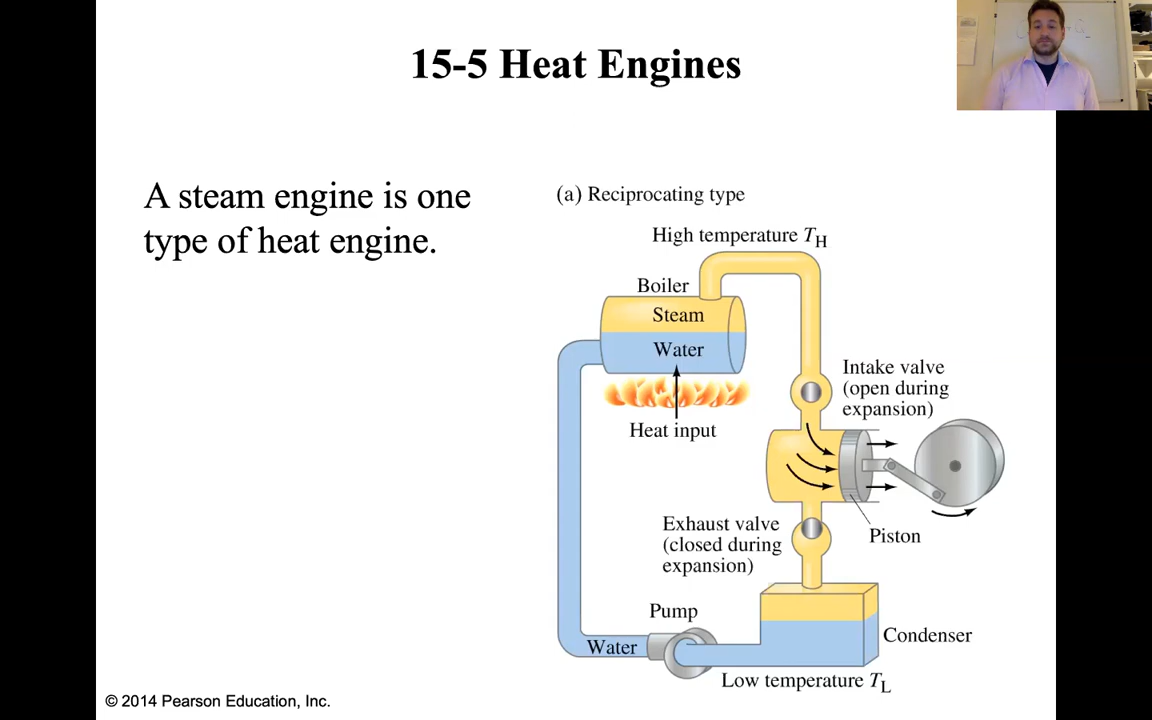 15-5 Heat Engines
A steam engine is one
type of heat engine.
(a) Reciprocating type
High temperature TH
Boiler
Steam
Water
Heat input
Intake valve
(open during
expansion)
Exhaust valve
(closed during
expansion)
Piston
Pump
Water
Condenser
Low temperature TL
© 2014 Pearson Education, Inc.